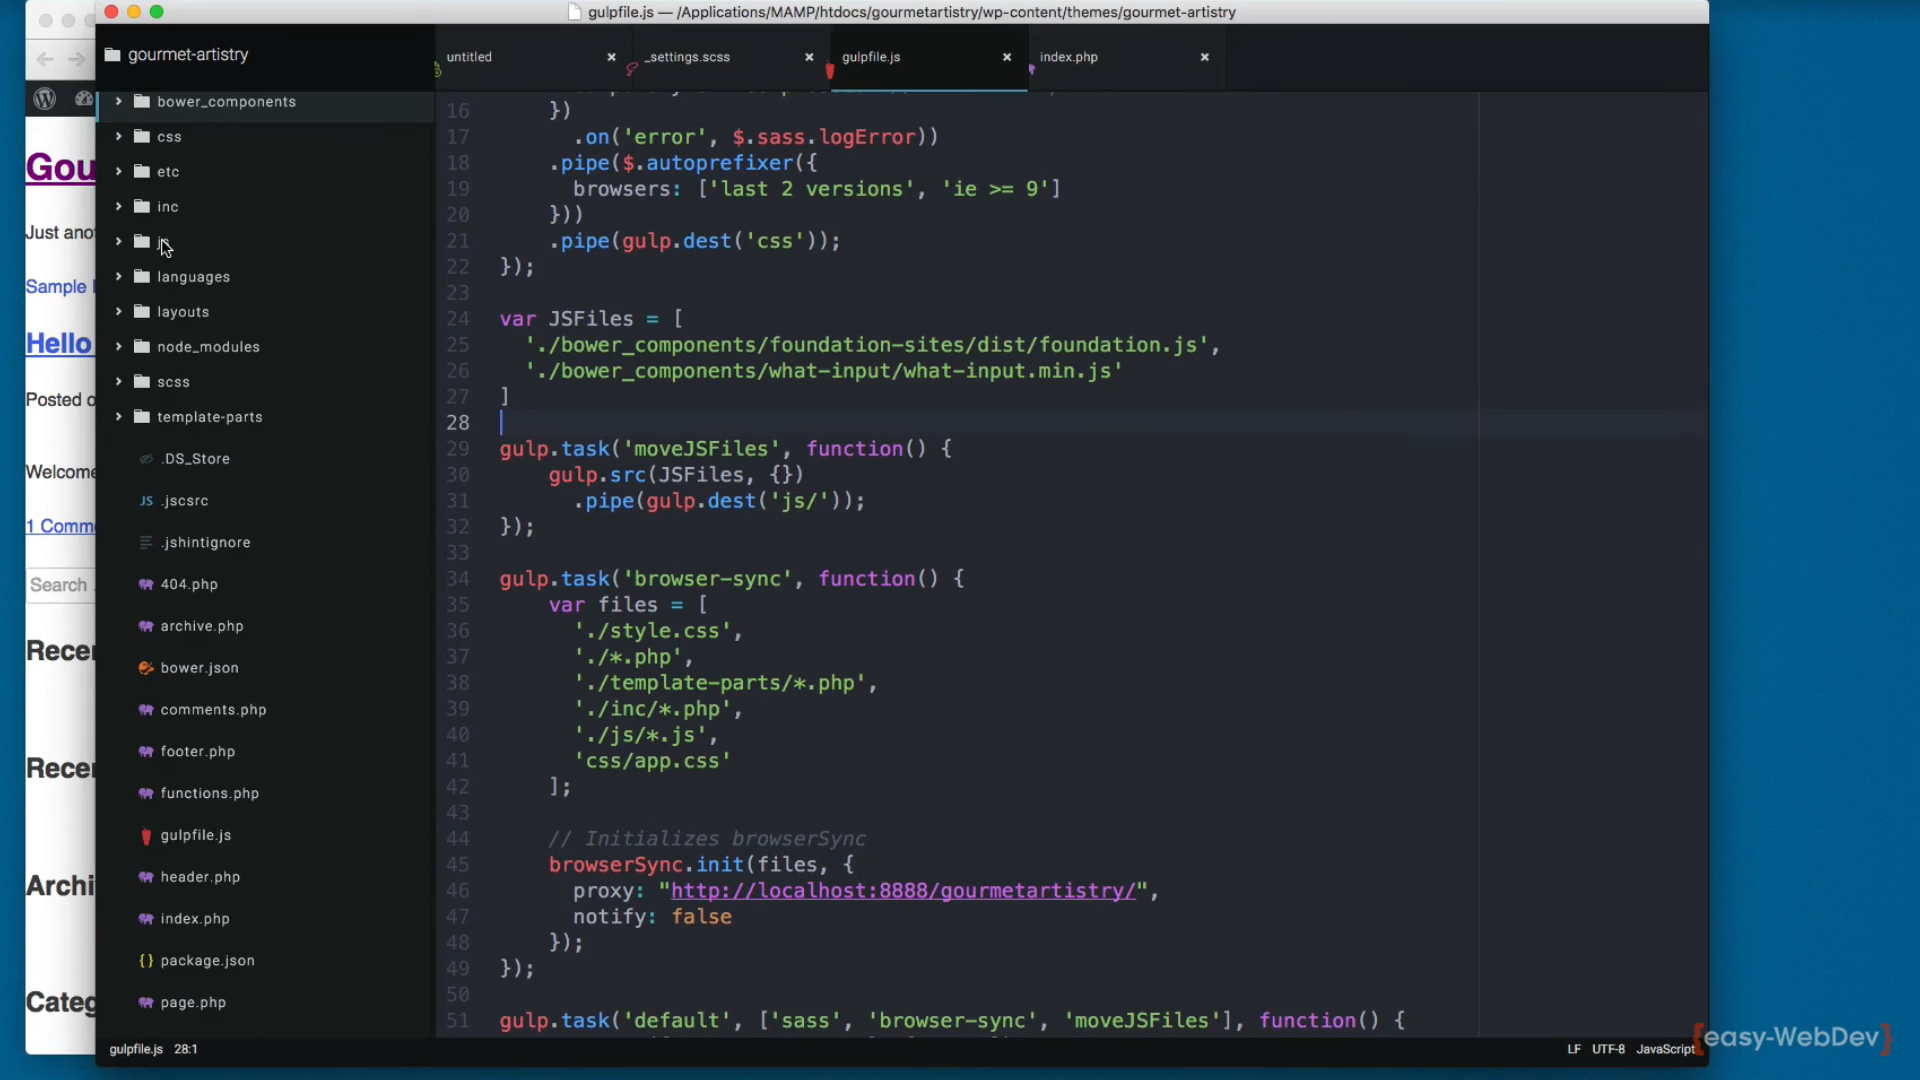 gulpfile.js — /Applications/MAMP/htdocs/gourmetartistry/wp-content/themes/gourmet-artistry
gourmet-artistry
untitled
_settings.scss
gulpfile.js
index.php
bower_components
css
etc
inc
languages
layouts
node_modules
scss
template-parts
.DS_Store
JS .jscsrc
.jshintignore
404.php
archive.php
bower.json
comments.php
footer.php
functions.php
gulpfile.js
header.php
index.php
{} package.json
page.php
16 })
17 .on('error', $.sass.logError))
18 .pipe($.autoprefixer({
19 browsers: ['last 2 versions', 'ie >= 9']
20 }))
21 .pipe(gulp.dest('css'));
22 });
23
24 var JSFiles = [
25 './bower_components/foundation-sites/dist/foundation.js',
26 './bower_components/what-input/what-input.min.js'
27 ]
28
29 gulp.task('moveJSFiles', function() {
30 gulp.src(JSFiles, {})
31 .pipe(gulp.dest('js/'));
32 });
33
34 gulp.task('browser-sync', function() {
35 var files = [
36 './style.css',
37 './*.php',
38 './template-parts/*.php',
39 './inc/*.php',
40 './js/*.js',
41 'css/app.css'
42 ];
43
44 // Initializes browserSync
45 browserSync.init(files, {
46 proxy: "http://localhost:8888/gourmetartistry/",
47 notify: false
48 });
49 });
50
51 gulp.task('default', ['sass', 'browser-sync', 'moveJSFiles'], function() {
gulpfile.js 28:1
LF UTF-8 JavaScript
Gou
Just ano
Sample
Hello
Posted o
Welcome
1 Comm
Search
Rece
Rece
Archi
Categ
{easy-WebDev}